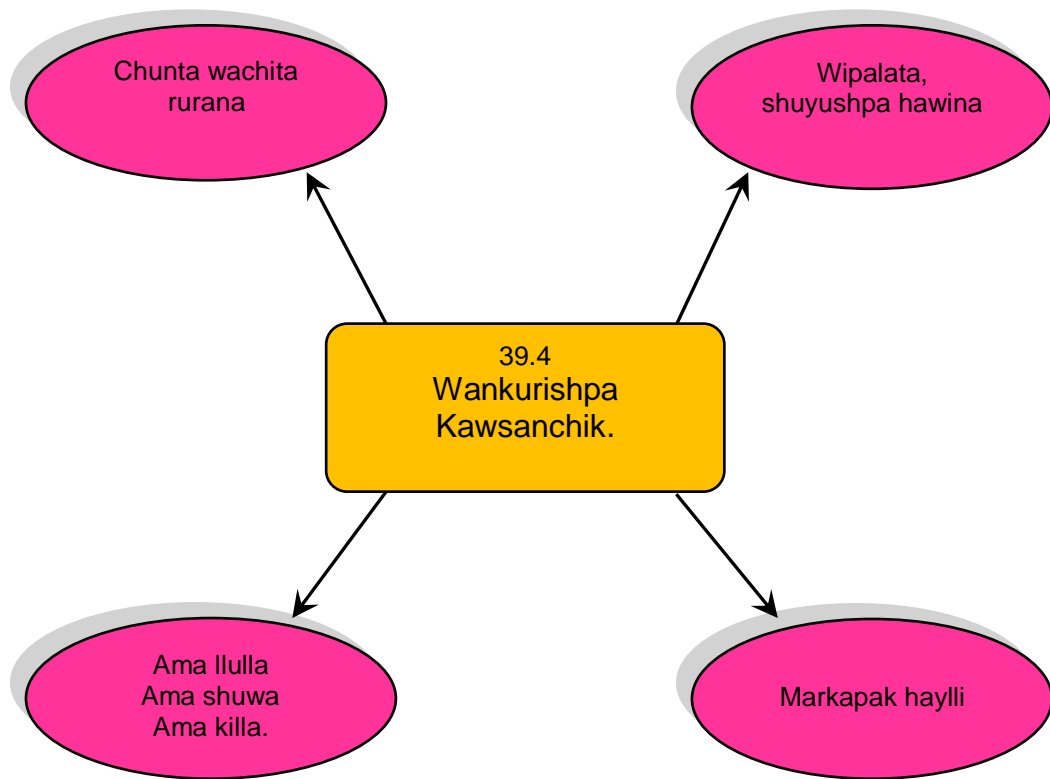 Chunta wachita
rurana
Wipalata,
shuyushpa hawina
39.4
Wankurishpa
Kawsanchik.
Ama llulla
Ama shuwa
Ama killa.
Markapak haylli